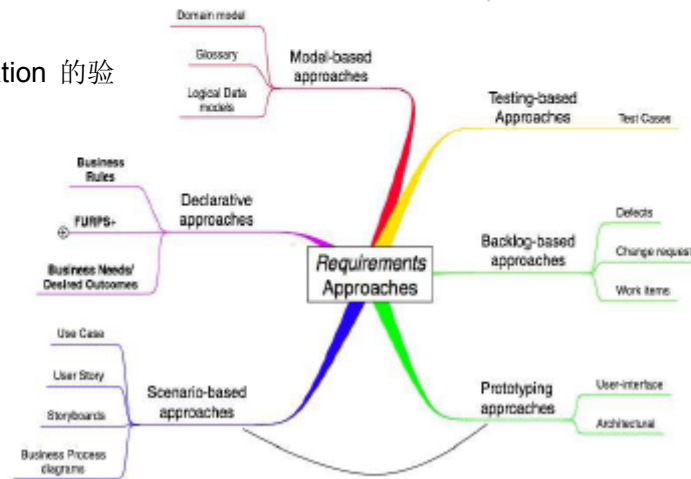 Domain model
Glossary
Logical Data
models
Model-based
approaches
ation 的验
Testing-based
Approaches
Test Cases
Business
Rules
FURPS+
Business Needs/
Desired Outcomes
Declarative
approaches
Requirements
Approaches
Backlog-based
approaches
Defects
Change request
Work items
Use Case
User Story
Storyboards
Business Process
diagrams
Scenario-based
approaches
Prototyping
approaches
User-interface
Architectural